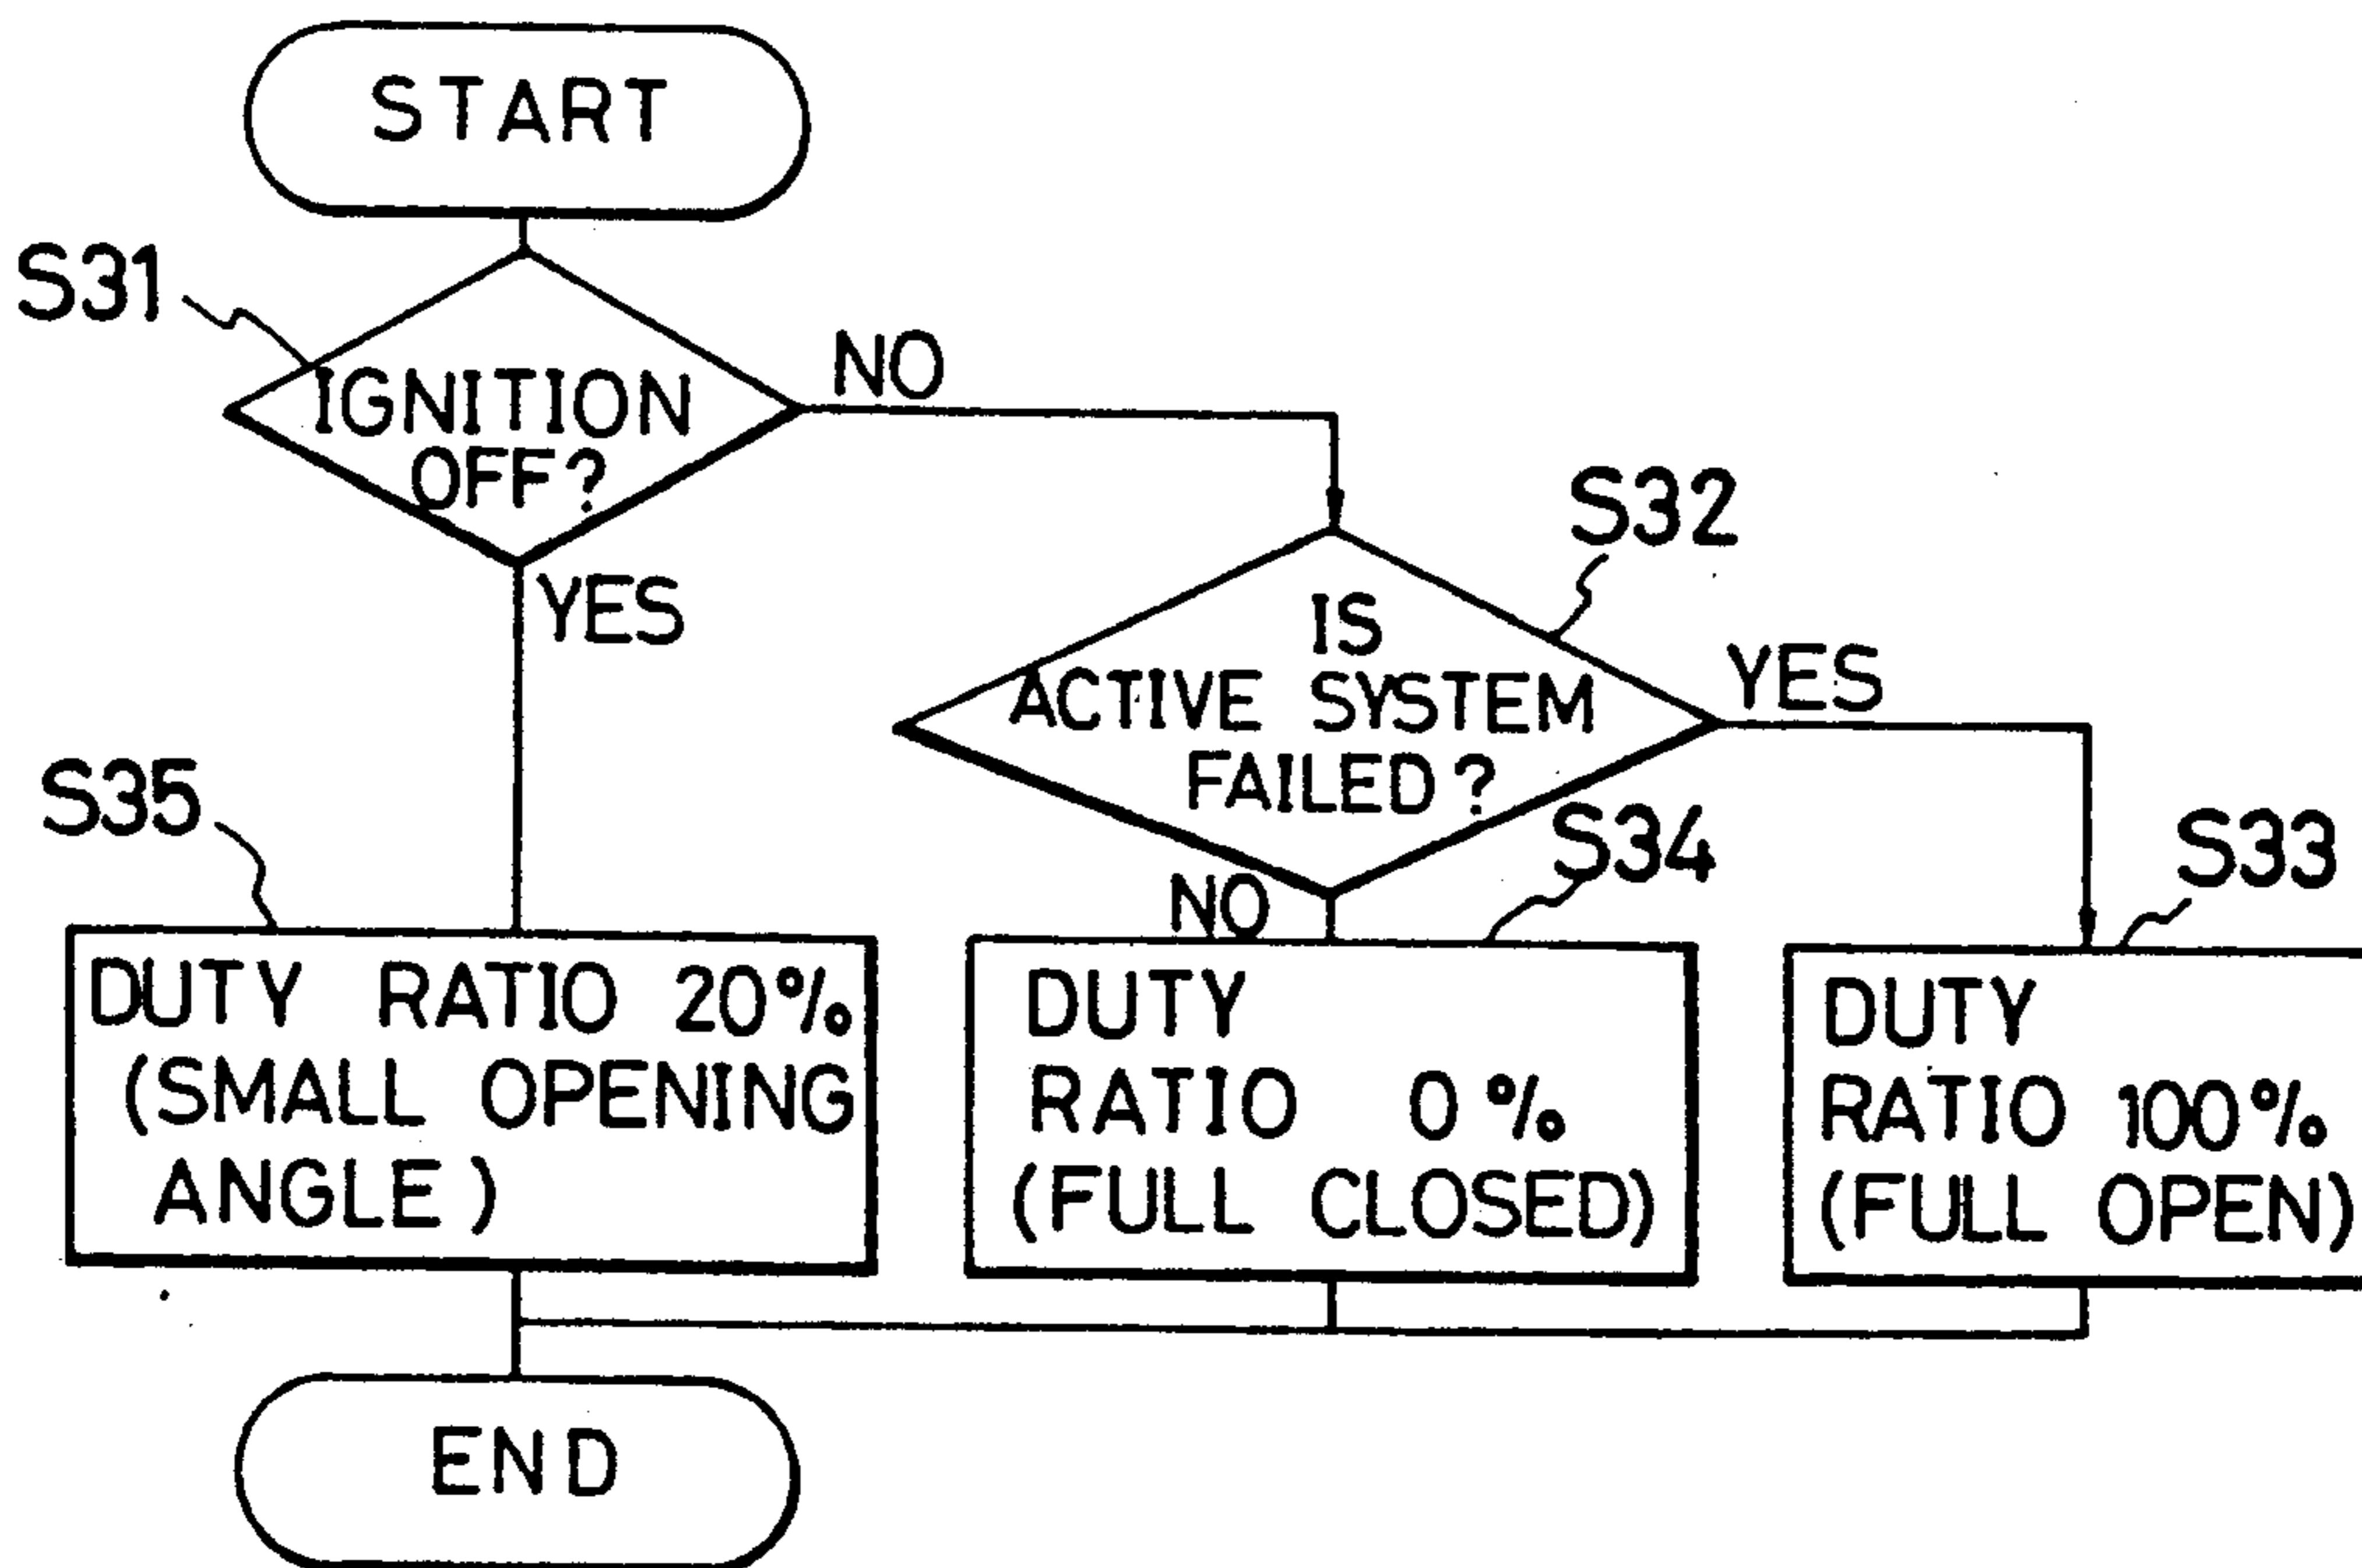 START
S31
IGNITION
OFF?
NO
YES
S32
IS
ACTIVE SYSTEM
FAILED?
YES
NO
S35
DUTY RATIO 20%
(SMALL OPENING
ANGLE)
S34
DUTY
RATIO 0%
(FULL CLOSED)
S33
DUTY
RATIO 100%
(FULL OPEN)
END